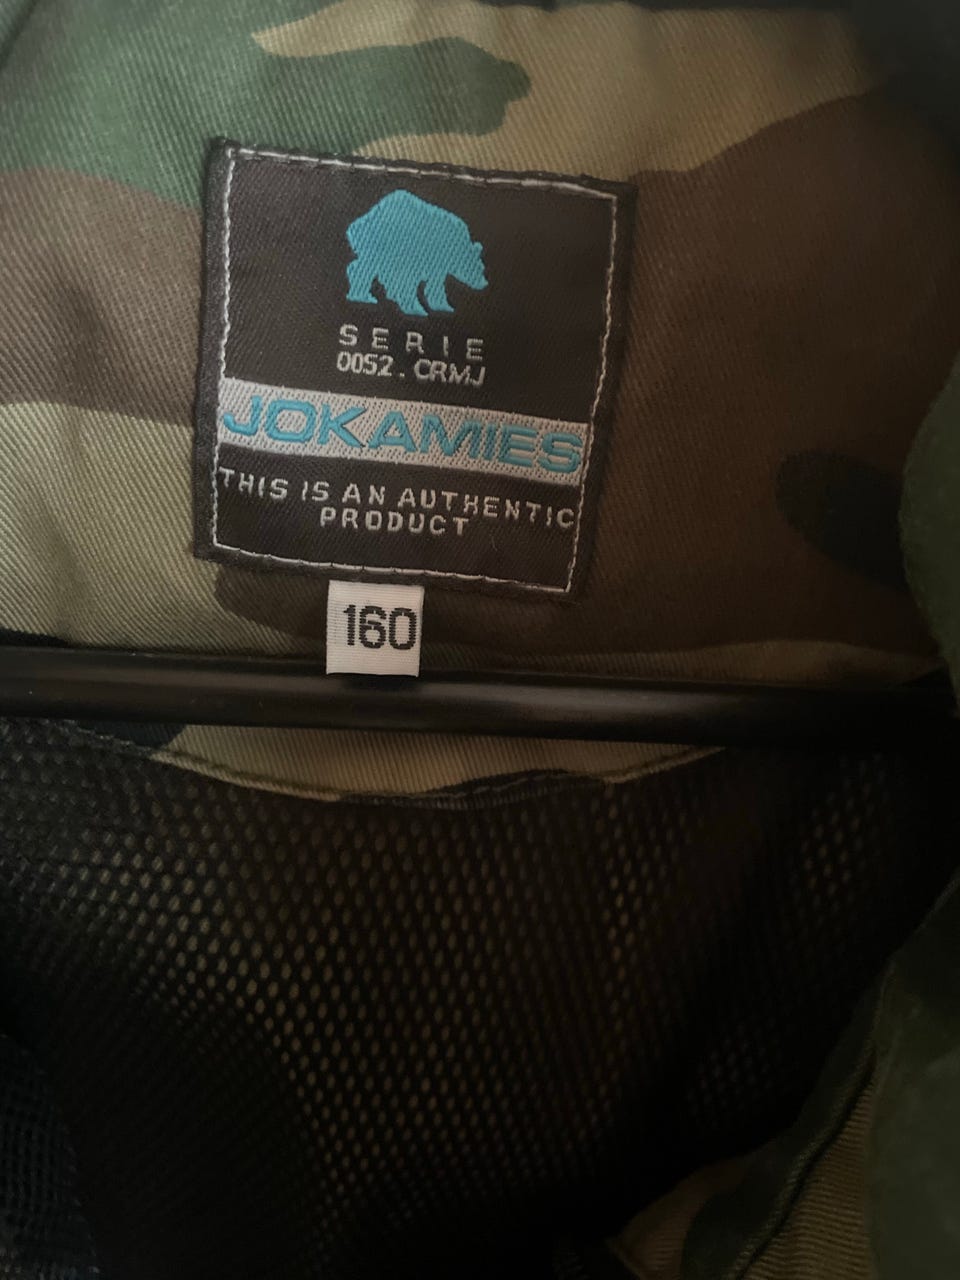 SERIE
0052. CRMJ
JOKAMIES
THIS IS AN AUTHENTIC
PRODUCT
160